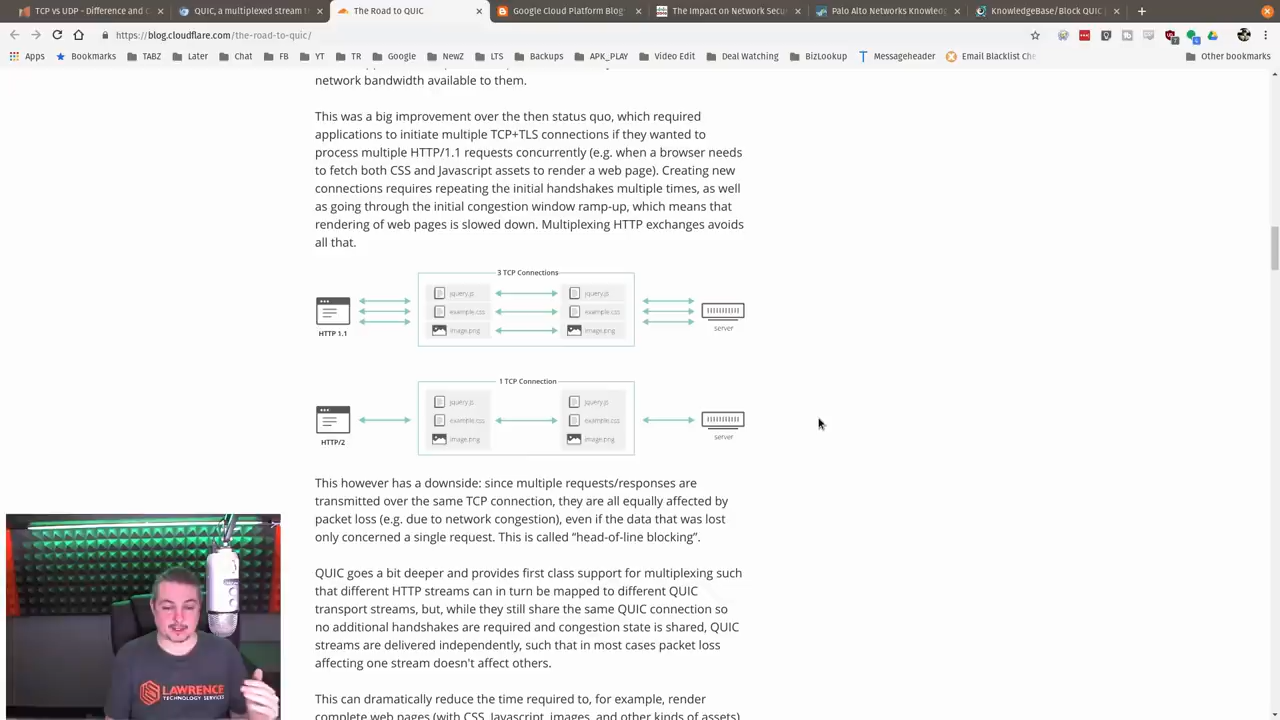 TCP vs UDP - Difference and C
QUIC, a multiplexed stream t
The Road to QUIC
Google Cloud Platform Blog:
The Impact on Network Sec
Palo Alto Networks Knowled
KnowledgeBase/Block QUIC
https://blog.cloudflare.com/the-road-to-quic/
Apps
Bookmarks
TABZ
Later
Chat
FB
YT
TR
Google
NewZ
LTS
Backups
APK_PLAY
Video Edit
Deal Watching
BizLookup
Messageheader
Email Blacklist Che
Other bookmarks
network bandwidth available to them.
This was a big improvement over the then status quo, which required
applications to initiate multiple TCP+TLS connections if they wanted to
process multiple HTTP/1.1 requests concurrently (e.g. when a browser needs
to fetch both CSS and Javascript assets to render a web page). Creating new
connections requires repeating the initial handshakes multiple times, as well
as going through the initial congestion window ramp-up, which means that
rendering of web pages is slowed down. Multiplexing HTTP exchanges avoids
all that.
3 TCP Connections
jquery.js
jquery.js
example.css
example.css
image.png
image.png
HTTP 1.1
server
1 TCP Connection
jquery.js
jquery.js
example.css
example.css
image.png
image.png
HTTP/2
server
This however has a downside: since multiple requests/responses are
transmitted over the same TCP connection, they are all equally affected by
packet loss (e.g. due to network congestion), even if the data that was lost
only concerned a single request. This is called “head-of-line blocking”.
QUIC goes a bit deeper and provides first class support for multiplexing such
that different HTTP streams can in turn be mapped to different QUIC
transport streams, but, while they still share the same QUIC connection so
no additional handshakes are required and congestion state is shared, QUIC
streams are delivered independently, such that in most cases packet loss
affecting one stream doesn't affect others.
This can dramatically reduce the time required to, for example, render
complete web pages (with CSS, Javascript, images, and other kinds of assets)
LAWRENCE
TECHNOLOGY SERVICES